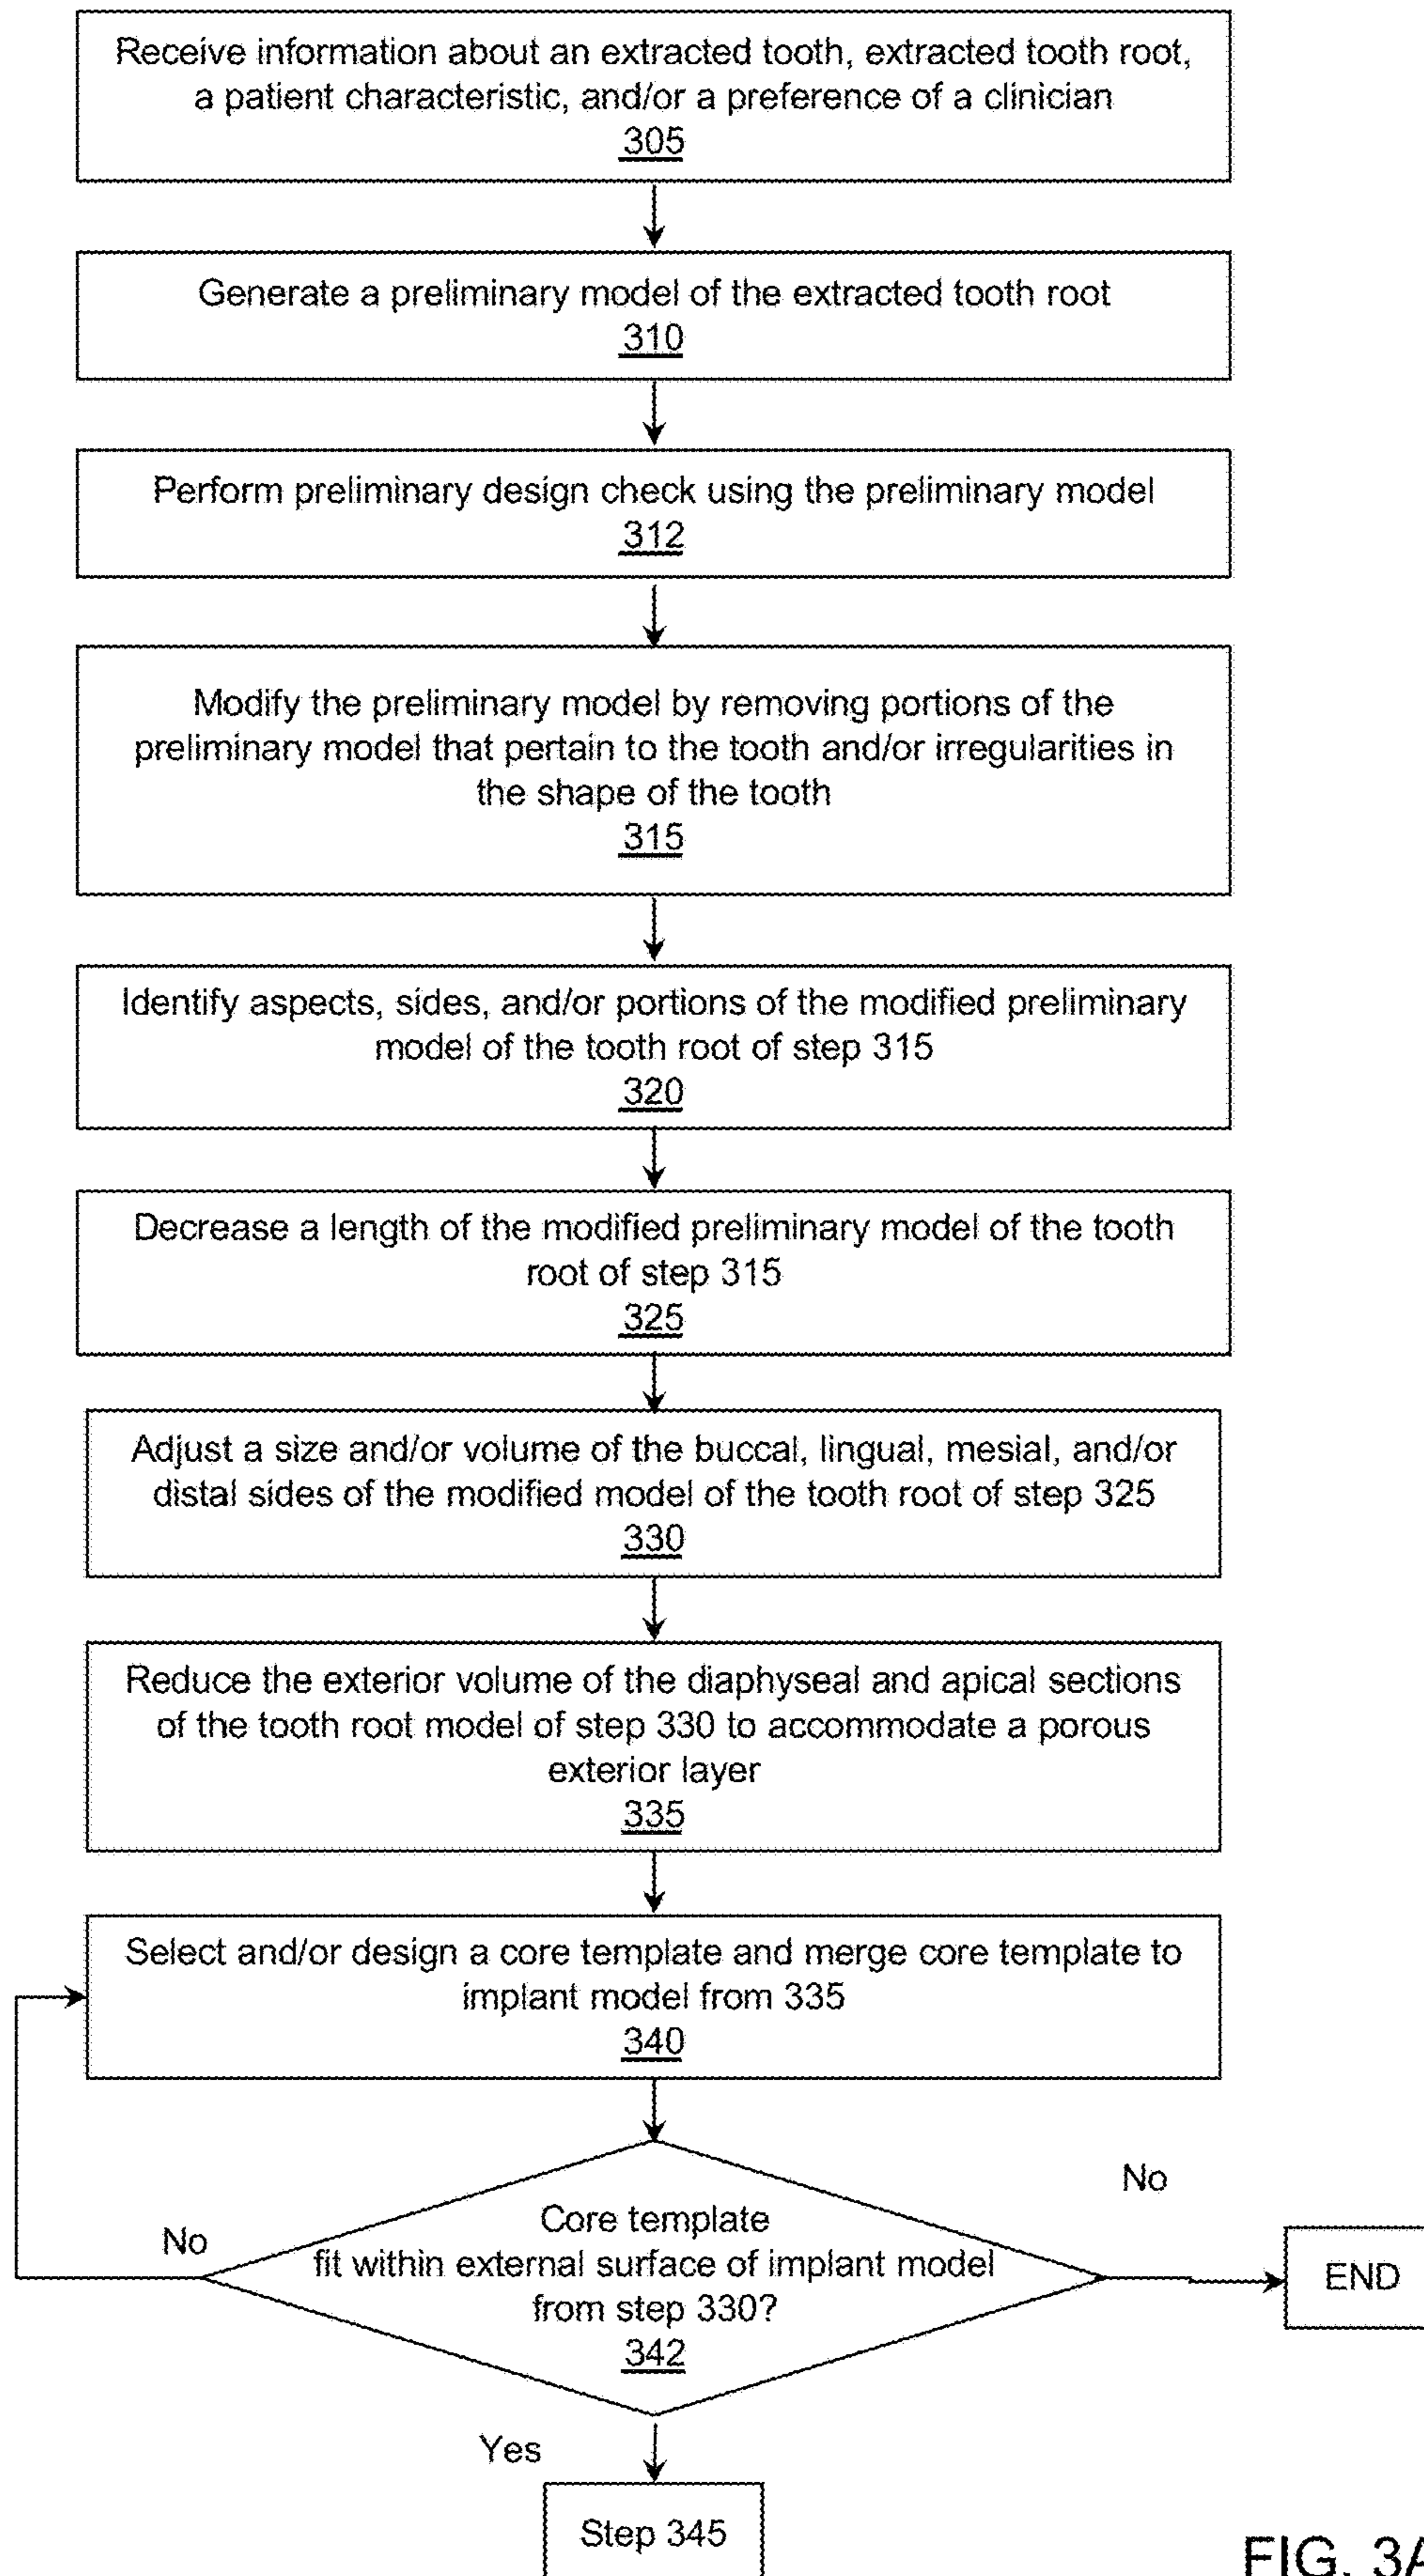 Receive information about an extracted tooth, extracted tooth root,
a patient characteristic, and/or a preference of a clinician
305
Generate a preliminary model of the extracted tooth root
310
Perform preliminary design check using the preliminary model
312
Modify the preliminary model by removing portions of the
preliminary model that pertain to the tooth and/or irregularities in
the shape of the tooth
315
Identify aspects, sides, and/or portions of the modified preliminary
model of the tooth root of step 315
320
Decrease a length of the modified preliminary model of the tooth
root of step 315
325
Adjust a size and/or volume of the buccal, lingual, mesial, and/or
distal sides of the modified model of the tooth root of step 325
330
Reduce the exterior volume of the diaphyseal and apical sections
of the tooth root model of step 330 to accommodate a porous
exterior layer
335
Select and/or design a core template and merge core template to
implant model from 335
340
No
No
Core template
fit within external surface of implant model
from step 330?
342
END
Yes
Step 345
FIG. 3A